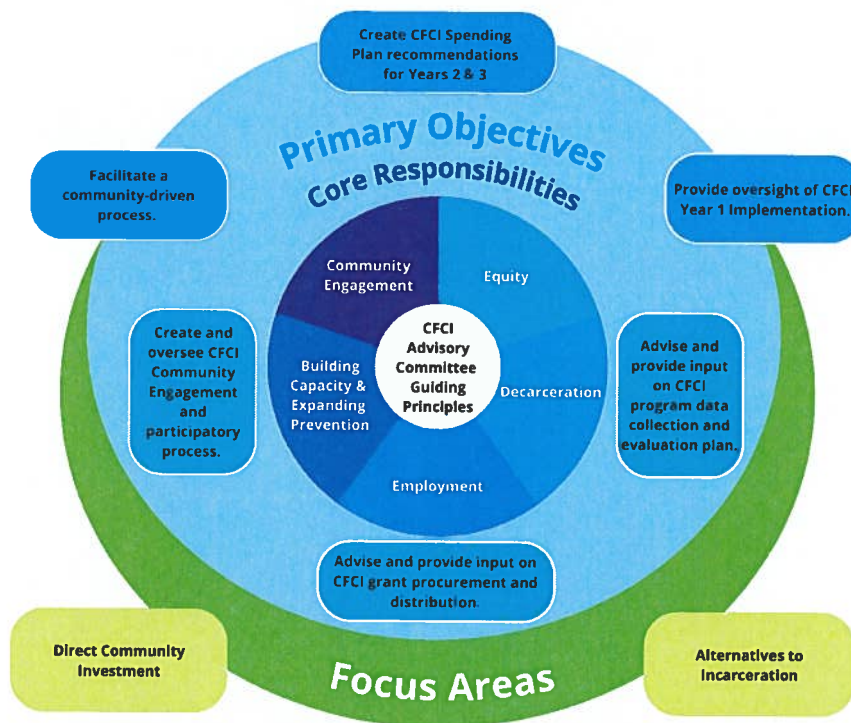 Create CFCI Spending
Plan recommendations
for Years 2 & 3
Primary Objectives
Core Responsibilities
Facilitate a
community-driven
process.
Provide oversight of CFCI
Year 1 Implementation.
Community
Engagement
Equity
CFCI
Advisory
Committee
Guiding
Principles
Building
Capacity &
Expanding
Prevention
Decarceration
Employment
Create and
oversee CFCI
Community
Engagement
and
participatory
process.
Advise and
provide input
on CFCI
program data
collection and
evaluation plan.
Advise and provide input on
CFCI grant procurement and
distribution.
Direct Community
Investment
Alternatives to
Incarceration
Focus Areas